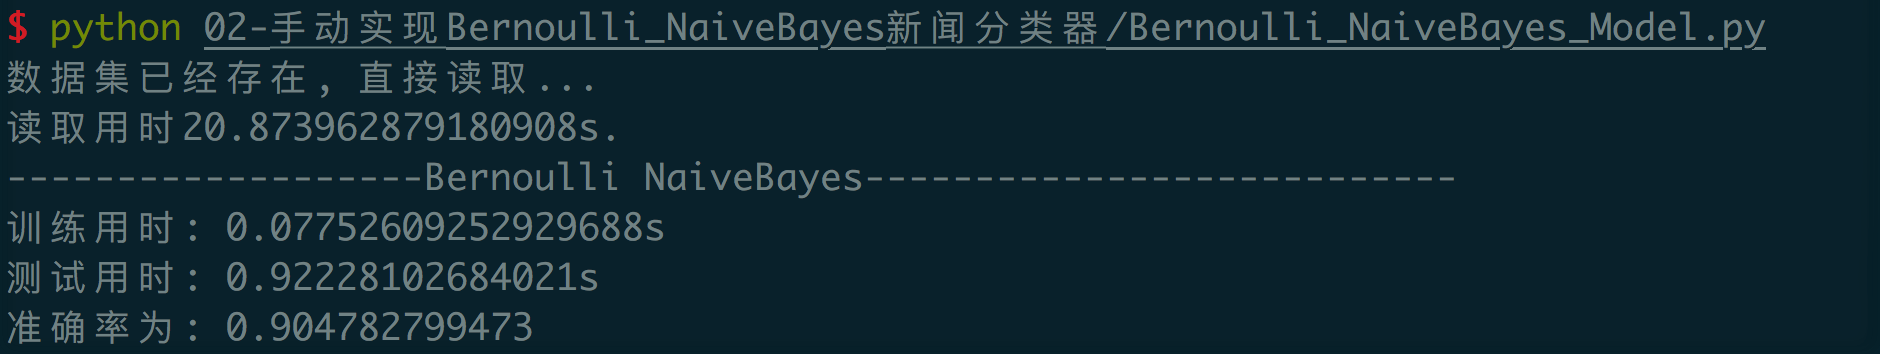 $ python 02-手动实现Bernoulli_NaiveBayes新闻分类器/Bernoulli_NaiveBayes_Model.py
数据集已经存在, 直接读取...
读取用时20.873962879180908s.
-------------------Bernoulli NaiveBayes---------------------------
训练用时: 0.07752609252929688s
测试用时: 0.92228102684021s
准确率为: 0.904782799473